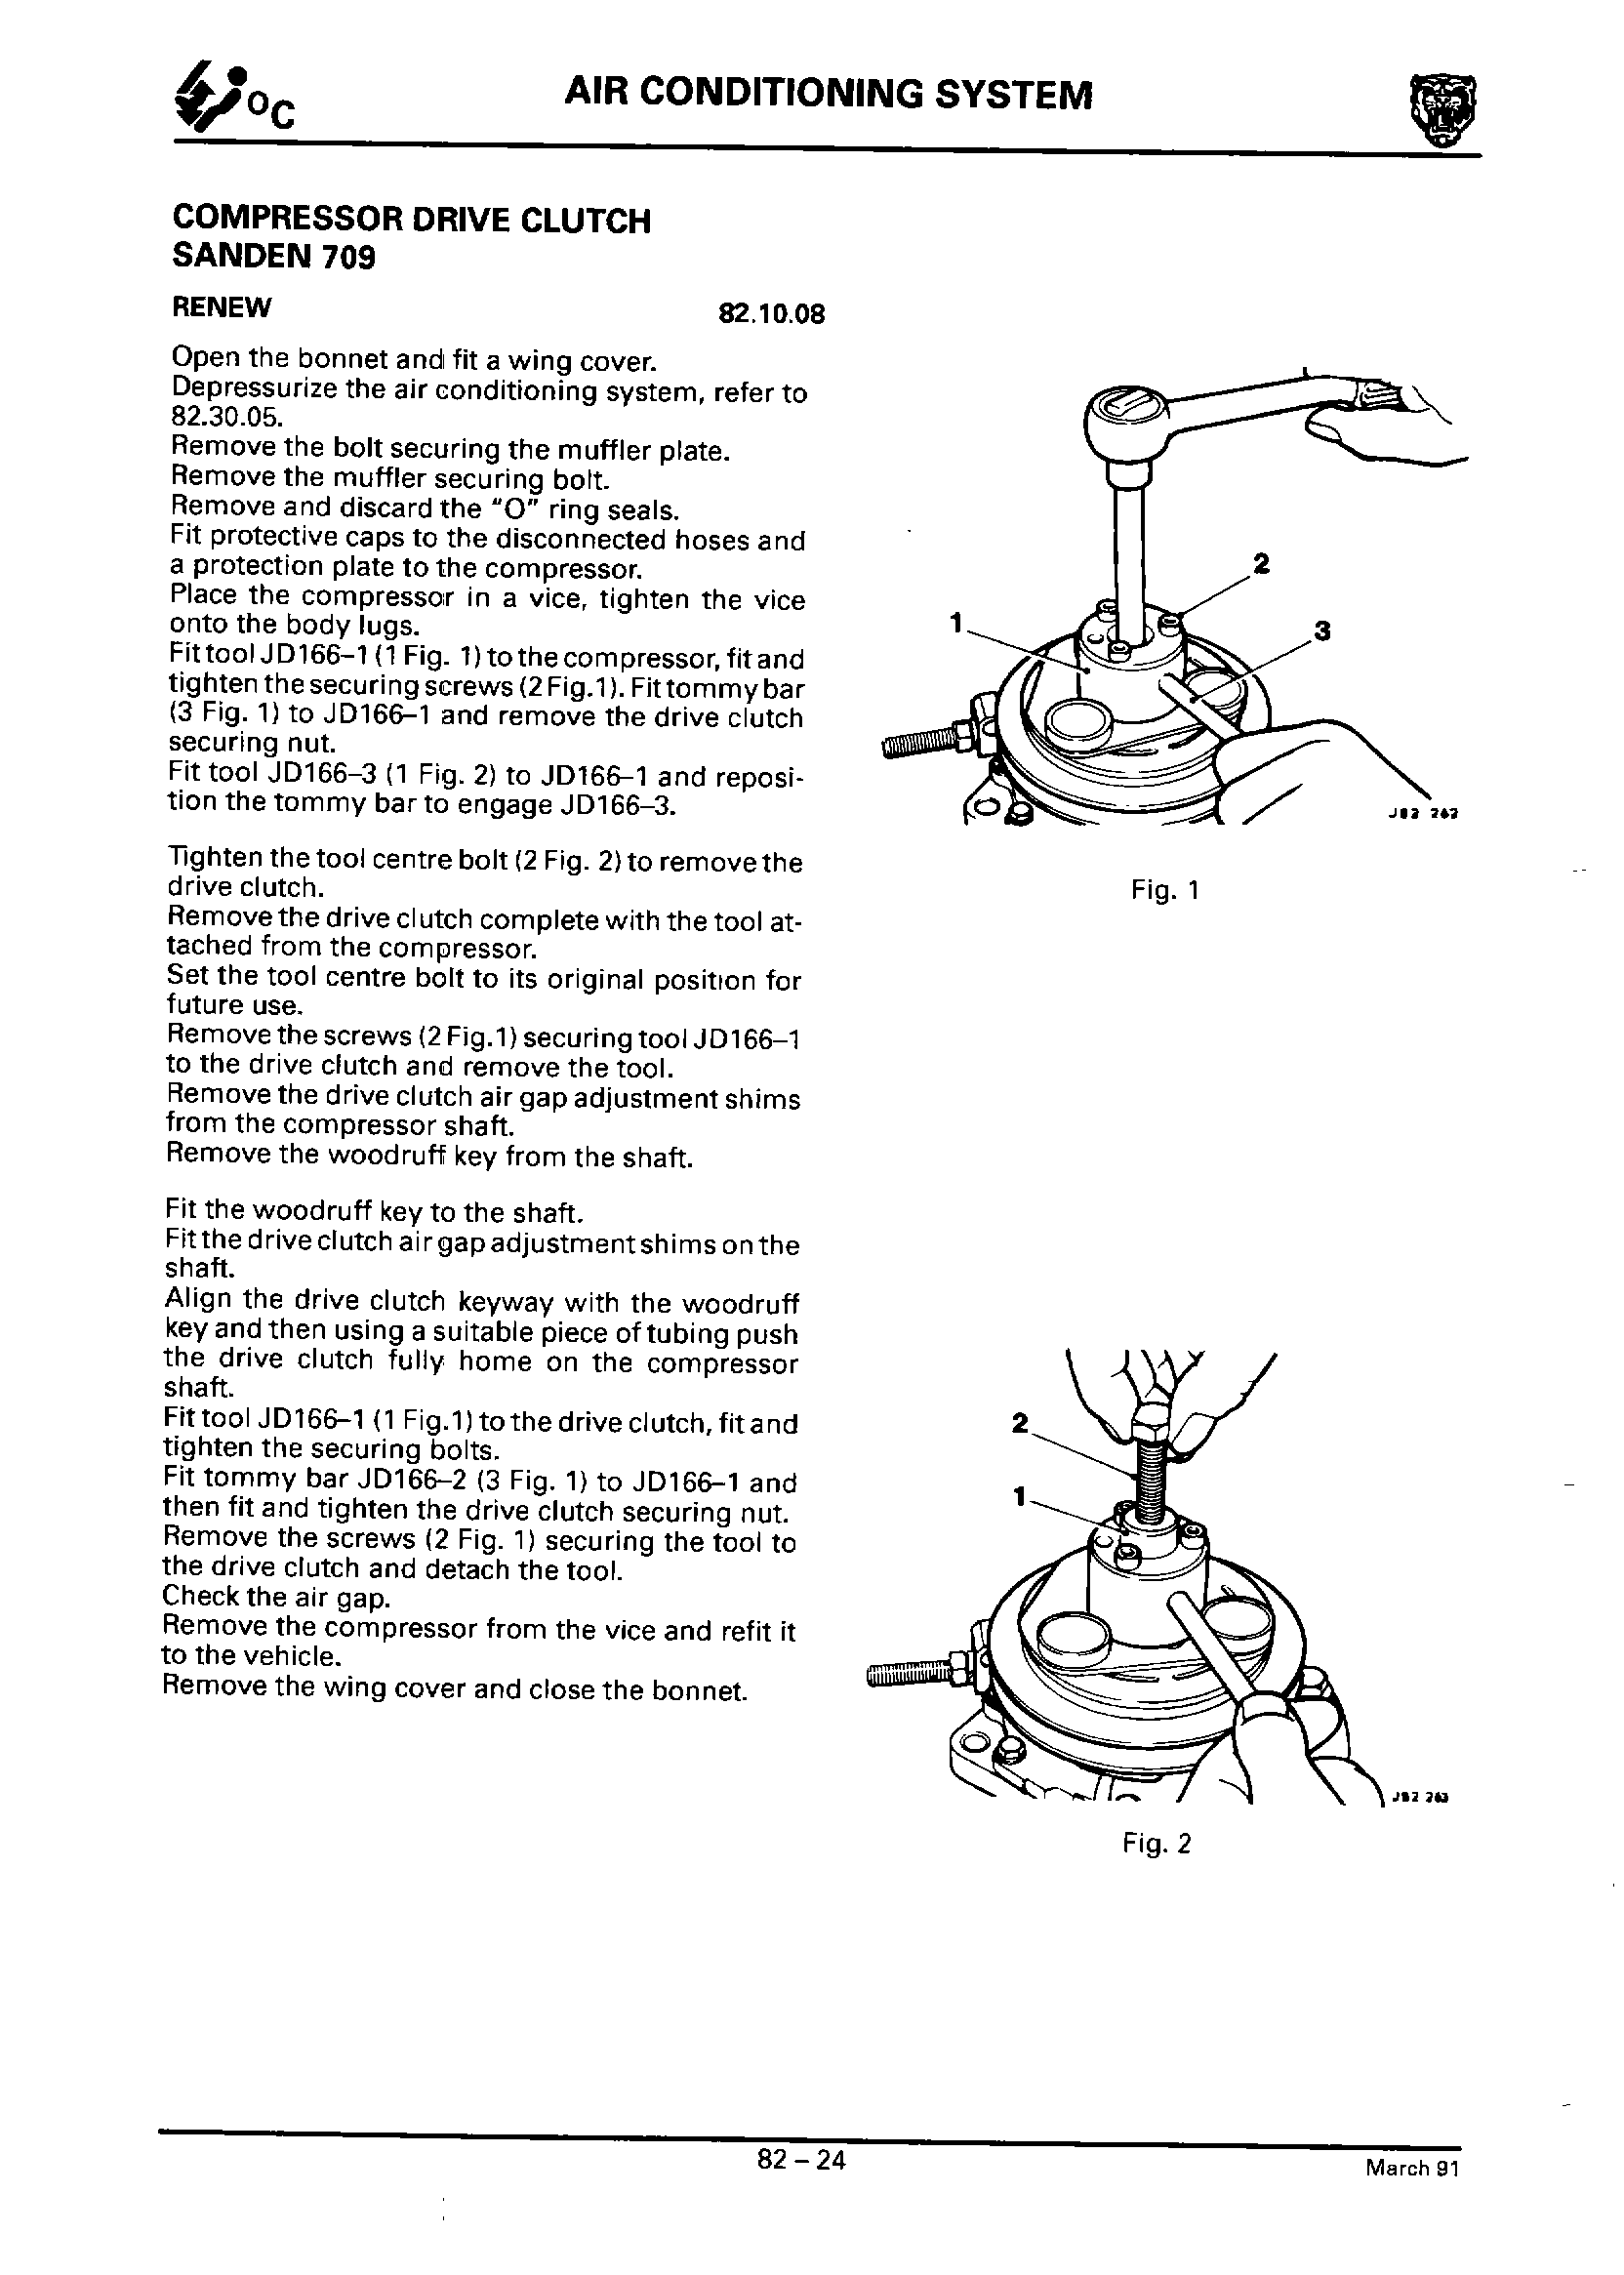 °C
AIR CONDITIONING SYSTEM
COMPRESSOR DRIVE CLUTCH
SANDEN 709
RENEW 82.10.08
Open the bonnet and fit a wing cover.
Depressurize the air conditioning system, refer to
82.30.05.
Remove the bolt securing the muffler plate.
Remove the muffler securing bolt.
Remove and discard the "O" ring seals.
Fit protective caps to the disconnected hoses and
a protection plate to the compressor.
Place the compressor in a vice, tighten the vice
onto the body lugs.
Fit tool JD166–1 (1 Fig. 1) to the compressor, fit and
tighten the securing screws (2 Fig.1). Fit tommy bar
(3 Fig. 1) to JD166–1 and remove the drive clutch
securing nut.
Fit tool JD166–3 (1 Fig. 2) to JD166–1 and reposi-
tion the tommy bar to engage JD166–3.
Tighten the tool centre bolt (2 Fig. 2) to remove the
drive clutch.
Remove the drive clutch complete with the tool at-
tached from the compressor.
Set the tool centre bolt to its original position for
future use.
Remove the screws (2 Fig.1) securing tool JD166–1
to the drive clutch and remove the tool.
Remove the drive clutch air gap adjustment shims
from the compressor shaft.
Remove the woodruff key from the shaft.
Fit the woodruff key to the shaft.
Fit the drive clutch air gap adjustment shims on the
shaft.
Align the drive clutch keyway with the woodruff
key and then using a suitable piece of tubing push
the drive clutch fully home on the compressor
shaft.
Fit tool JD166–1 (1 Fig.1) to the drive clutch, fit and
tighten the securing bolts.
Fit tommy bar JD166–2 (3 Fig. 1) to JD166–1 and
then fit and tighten the drive clutch securing nut.
Remove the screws (2 Fig. 1) securing the tool to
the drive clutch and detach the tool.
Check the air gap.
Remove the compressor from the vice and refit it
to the vehicle.
Remove the wing cover and close the bonnet.
2
1
3
J82 262
Fig. 1
2
1
J82 263
Fig. 2
82 – 24
March 91